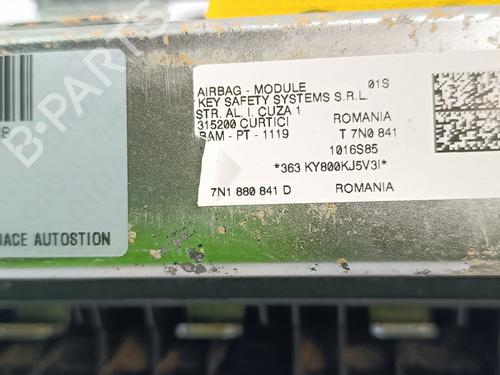 AIRBAG - MODULE 01S
KEY SAFETY SYSTEMS S.R.L.
STR. AL. I. CUZA 1
315200 CURTICI ROMANIA
BAM - PT - 1119 T 7N0 841
1016S85
*363 KY800KJ5V3I*
7N1 880 841 D ROMANIA
AUTOSTION